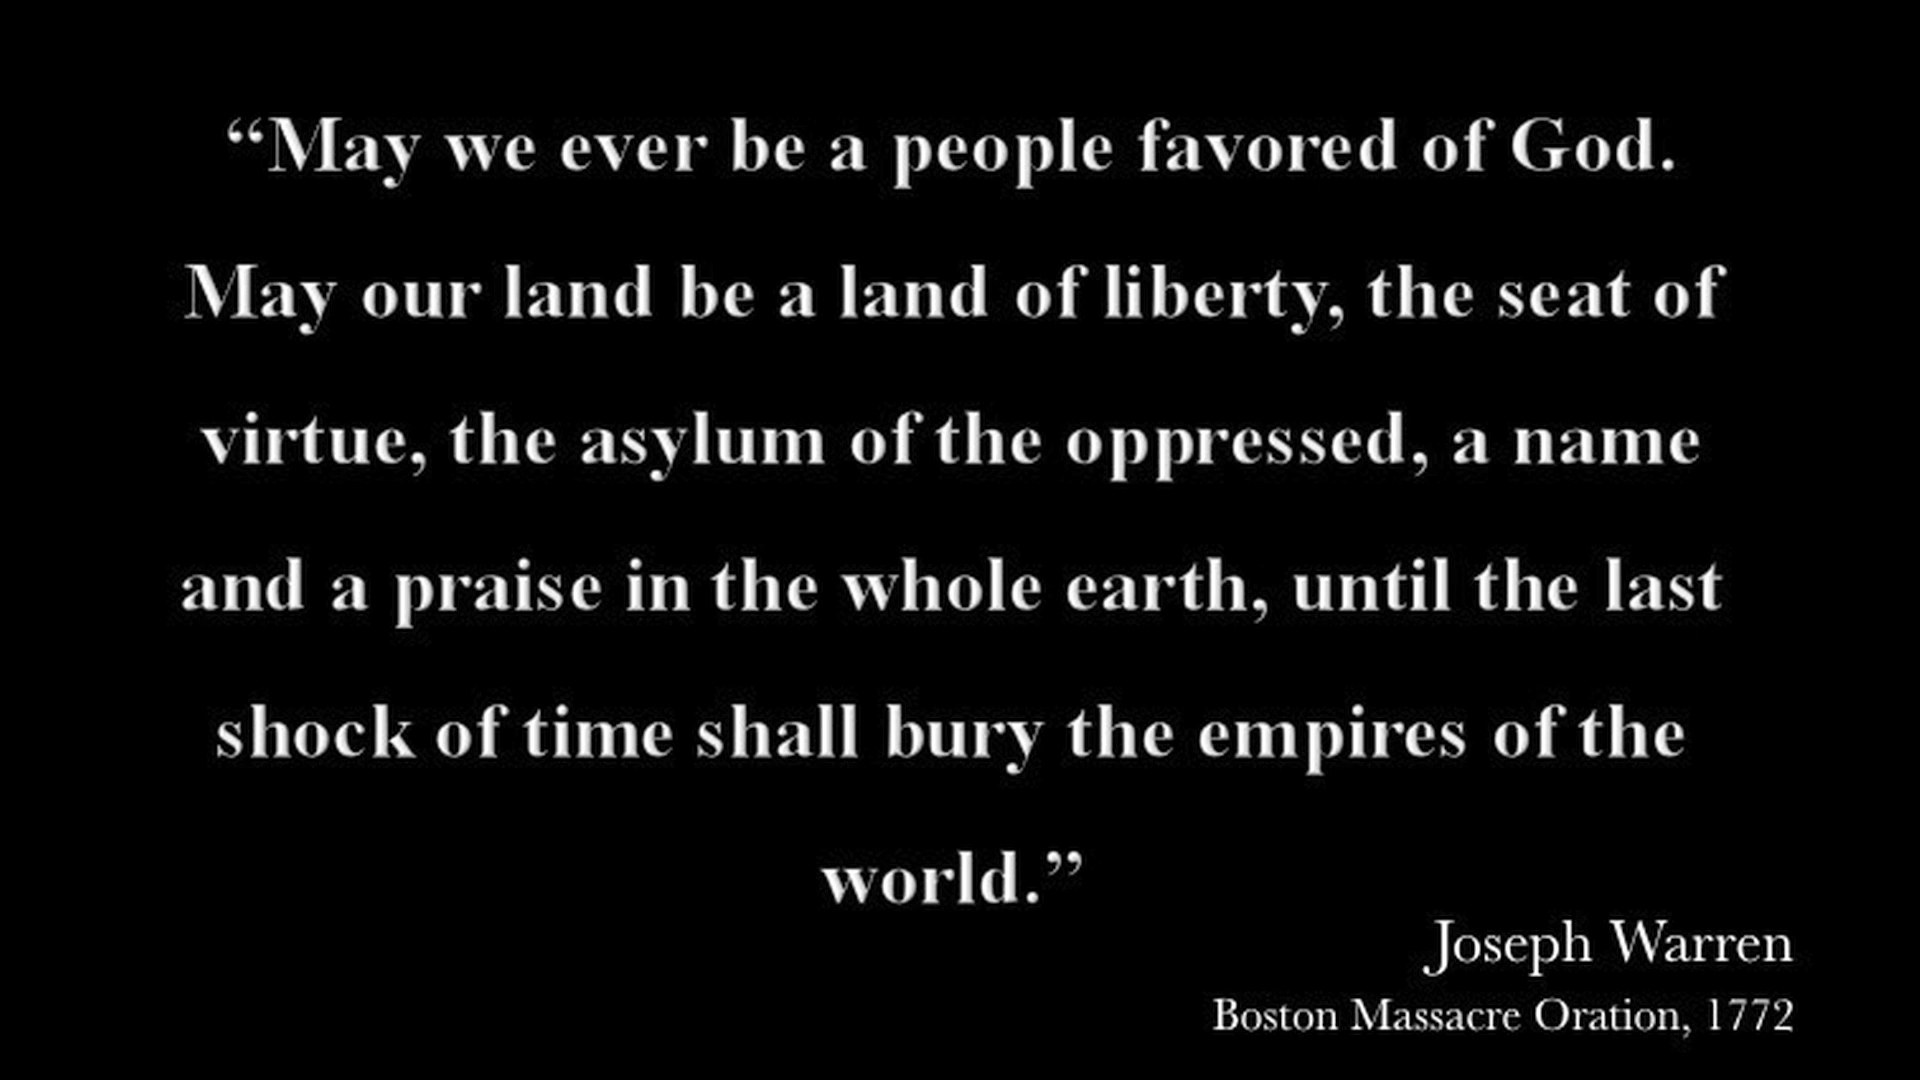 “May we ever be a people favored of God.
May our land be a land of liberty, the seat of
virtue, the asylum of the oppressed, a name
and a praise in the whole earth, until the last
shock of time shall bury the empires of the
world.”
Joseph Warren
Boston Massacre Oration, 1772